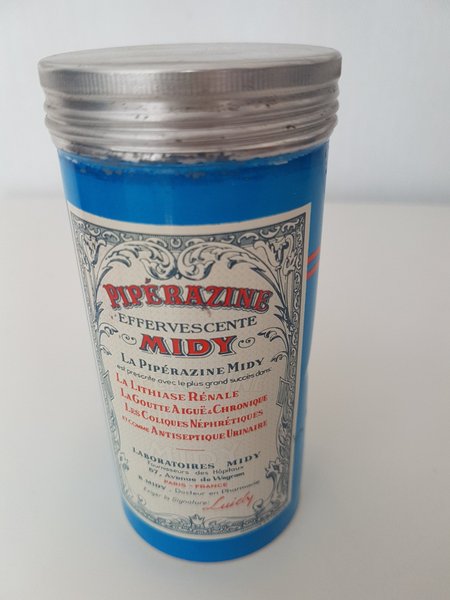 PIPÉRAZINE
EFFERVESCENTE
MIDY
LA PIPÉRAZINE MIDY
est prescrite avec le plus grand succès dans:
LA LITHIASE RÉNALE
LA GOUTTE AIGUË & CHRONIQUE
LES COLIQUES NÉPHRÉTIQUES
ET COMME ANTISEPTIQUE URINAIRE
LABORATOIRES MIDY
Fournisseurs des Hôpitaux
67, Avenue de Wagram
PARIS - FRANCE
MIDY, Docteur en Pharmacie
Exiger la Signature: